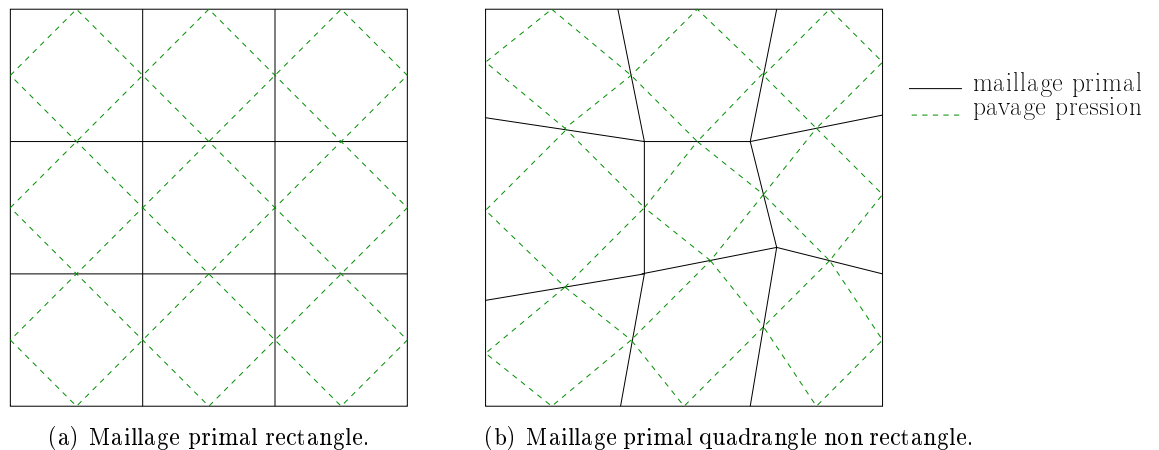 maillage primal
pavage pression
(a) Maillage primal rectangle.
(b) Maillage primal quadrangle non rectangle.